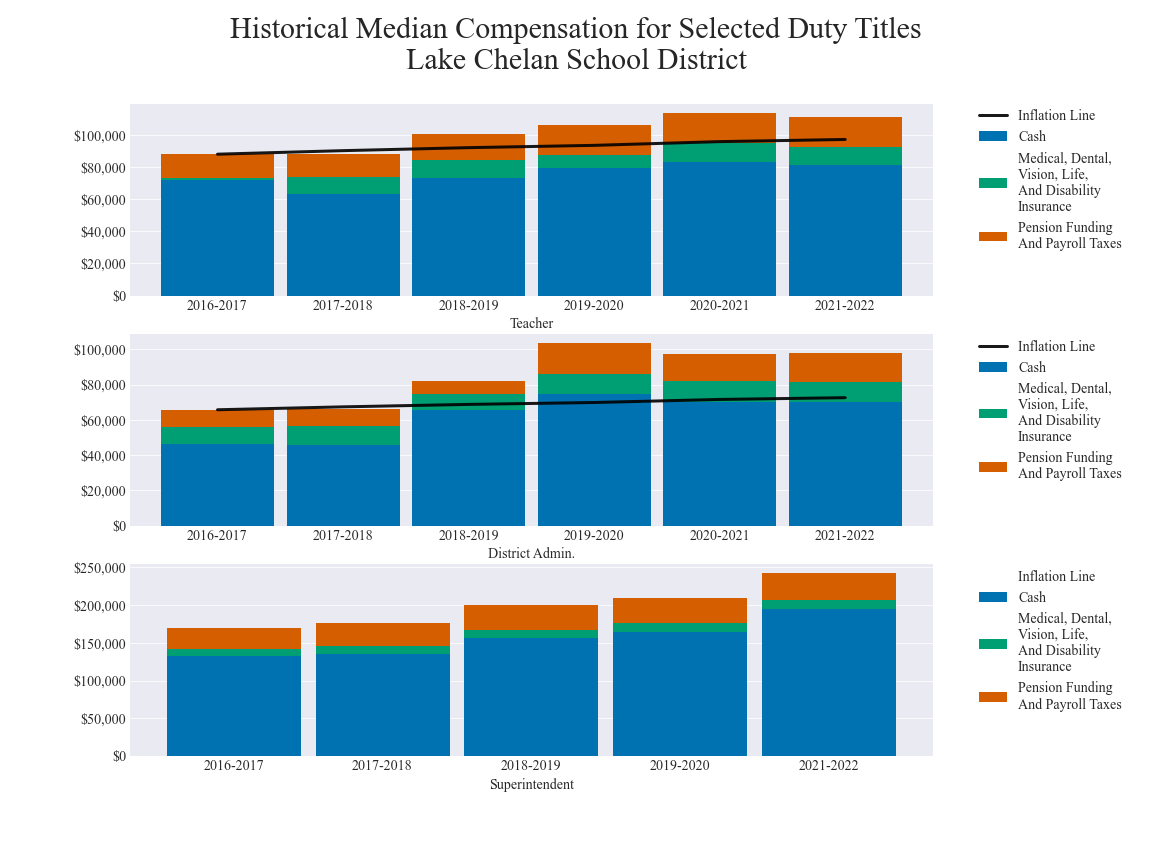 Historical Median Compensation for Selected Duty Titles
Lake Chelan School District
$100,000
$80,000
$60,000
$40,000
$20,000
$0
2016-2017 2017-2018 2018-2019 2019-2020 2020-2021 2021-2022
Teacher
Inflation Line
Cash
Medical, Dental,
Vision, Life,
And Disability
Insurance
Pension Funding
And Payroll Taxes
$100,000
$80,000
$60,000
$40,000
$20,000
$0
2016-2017 2017-2018 2018-2019 2019-2020 2020-2021 2021-2022
District Admin.
Inflation Line
Cash
Medical, Dental,
Vision, Life,
And Disability
Insurance
Pension Funding
And Payroll Taxes
$250,000
$200,000
$150,000
$100,000
$50,000
$0
2016-2017 2017-2018 2018-2019 2019-2020 2021-2022
Superintendent
Inflation Line
Cash
Medical, Dental,
Vision, Life,
And Disability
Insurance
Pension Funding
And Payroll Taxes